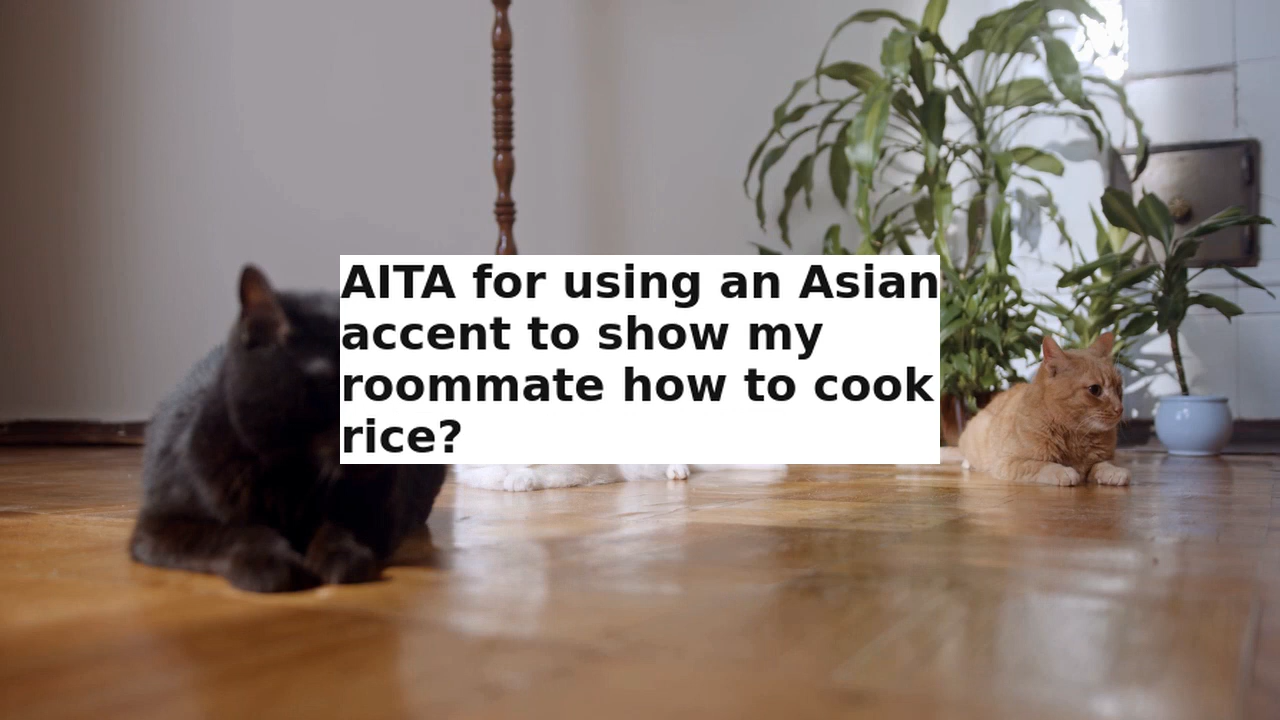 AITA for using an Asian
accent to show my
roommate how to cook
rice?